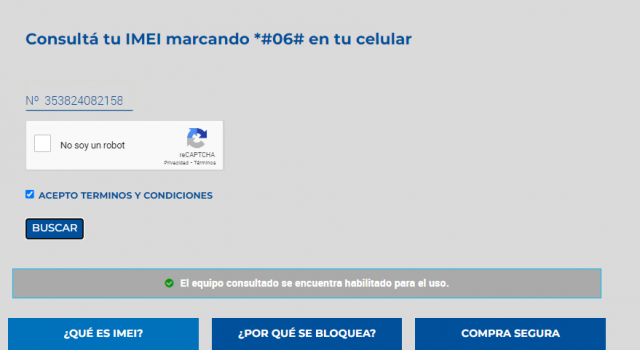 Consultá tu IMEI marcando *#06# en tu celular
Nº 353824082158
No soy un robot
reCAPTCHA
Privacidad - Términos
ACEPTO TERMINOS Y CONDICIONES
BUSCAR
El equipo consultado se encuentra habilitado para el uso.
¿QUÉ ES IMEI? ¿POR QUÉ SE BLOQUEA? COMPRA SEGURA